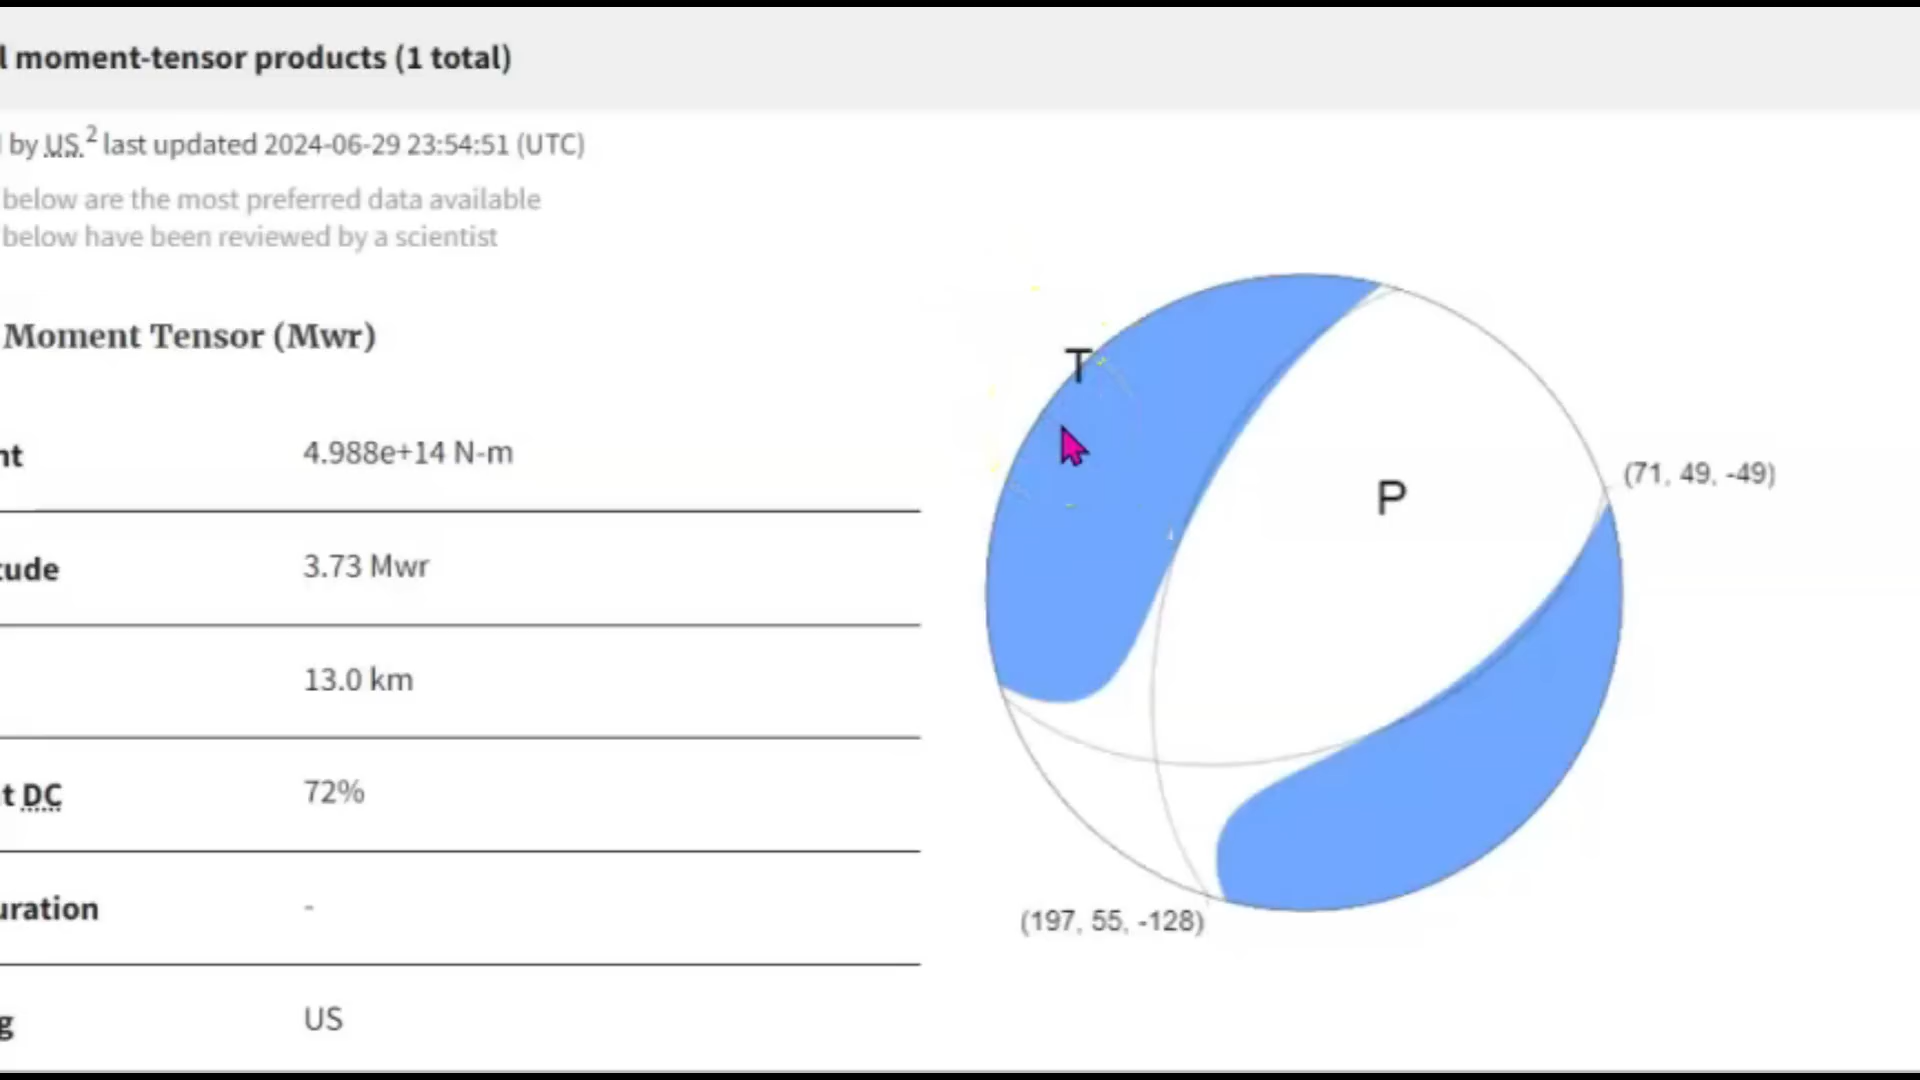 l moment-tensor products (1 total)
by US.2 last updated 2024-06-29 23:54:51 (UTC)
below are the most preferred data available
below have been reviewed by a scientist
Moment Tensor (Mwr)
T
nt 4.988e+14 N-m
(71, 49, -49)
P
tude 3.73 Mwr
13.0 km
t DC 72%
uration -
(197, 55, -128)
g US